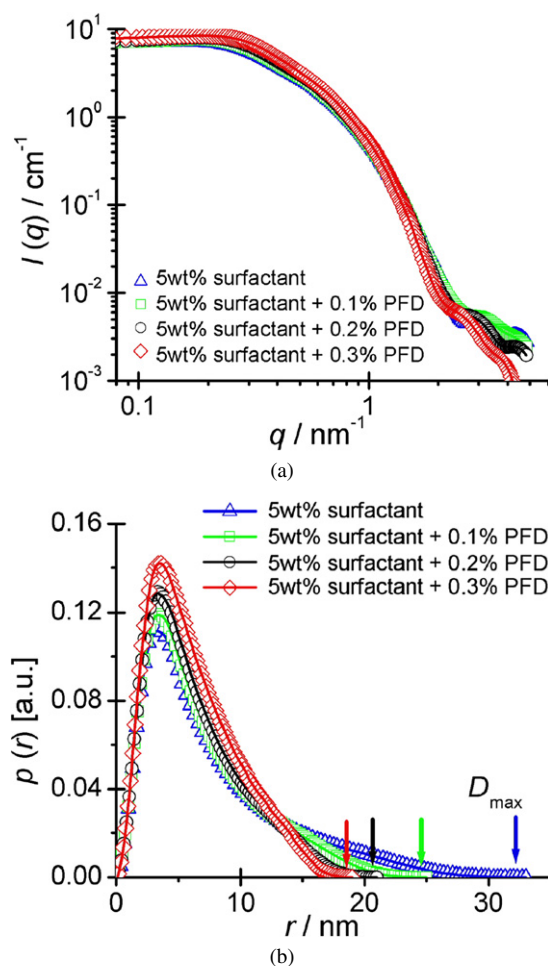 10¹
10⁰
10⁻¹
10⁻²
10⁻³
I (q) / cm⁻¹
5wt% surfactant
5wt% surfactant + 0.1% PFD
5wt% surfactant + 0.2% PFD
5wt% surfactant + 0.3% PFD
0.1 1
q / nm⁻¹
(a)
0.16
0.12
0.08
0.04
0.00
p (r) [a.u.]
5wt% surfactant
5wt% surfactant + 0.1% PFD
5wt% surfactant + 0.2% PFD
5wt% surfactant + 0.3% PFD
Dmax
0 10 20 30
r / nm
(b)